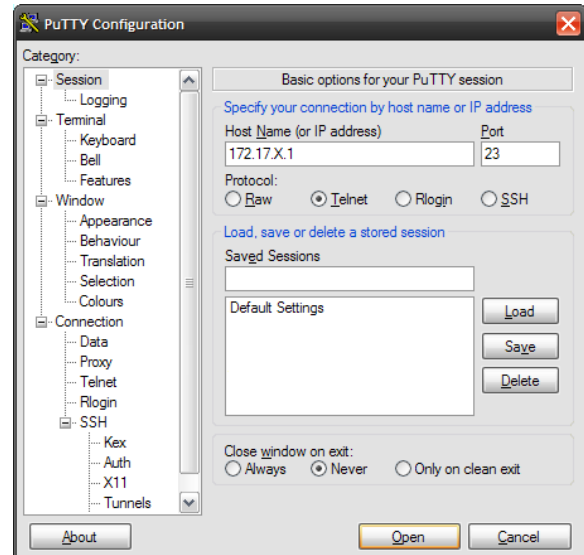 PuTTY Configuration
Category:
Session
Logging
Terminal
Keyboard
Bell
Features
Window
Appearance
Behaviour
Translation
Selection
Colours
Connection
Data
Proxy
Telnet
Rlogin
SSH
Kex
Auth
X11
Tunnels
Basic options for your PuTTY session
Specify your connection by host name or IP address
Host Name (or IP address) Port
172.17.X.1 23
Protocol:
Raw Telnet Rlogin SSH
Load, save or delete a stored session
Saved Sessions
Default Settings
Load
Save
Delete
Close window on exit:
Always Never Only on clean exit
About Open Cancel